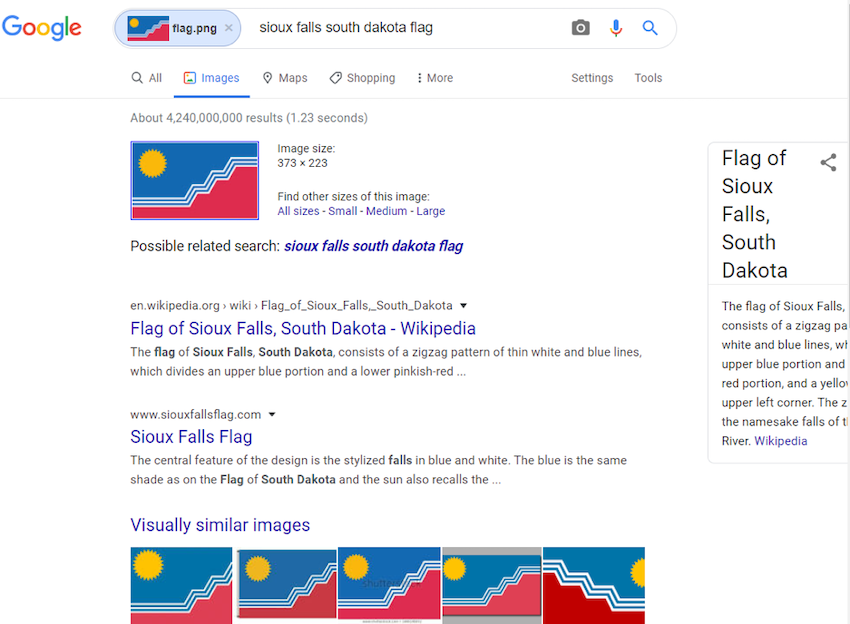 Google
flag.png ×
sioux falls south dakota flag
All
Images
Maps
Shopping
More
Settings
Tools
About 4,240,000,000 results (1.23 seconds)
Image size:
373 × 223
Find other sizes of this image:
All sizes - Small - Medium - Large
Possible related search: sioux falls south dakota flag
en.wikipedia.org › wiki › Flag_of_Sioux_Falls,_South_Dakota
Flag of Sioux Falls, South Dakota - Wikipedia
The flag of Sioux Falls, South Dakota, consists of a zigzag pattern of thin white and blue lines,
which divides an upper blue portion and a lower pinkish-red ...
www.siouxfallsflag.com
Sioux Falls Flag
The central feature of the design is the stylized falls in blue and white. The blue is the same
shade as on the Flag of South Dakota and the sun also recalls the ...
Visually similar images
Flag of
Sioux
Falls,
South
Dakota
The flag of Sioux Falls,
consists of a zigzag pa
white and blue lines, wh
upper blue portion and
red portion, and a yellov
upper left corner. The z
the namesake falls of t
River. Wikipedia